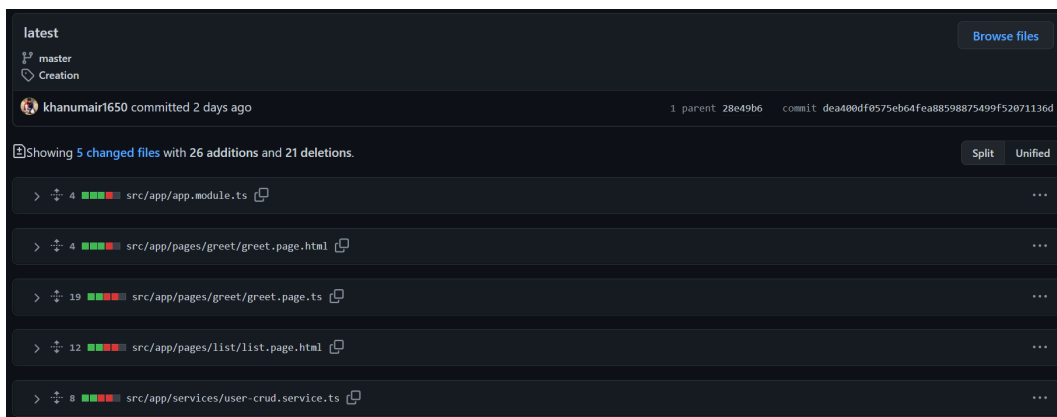 latest
Browse files
master
Creation
khanumair1650 committed 2 days ago
1 parent 28e49b6 commit dea400df0575eb64fea88598875499f52071136d
Showing 5 changed files with 26 additions and 21 deletions.
Split Unified
4 src/app/app.module.ts
4 src/app/pages/greet/greet.page.html
19 src/app/pages/greet/greet.page.ts
12 src/app/pages/list/list.page.html
8 src/app/services/user-crud.service.ts